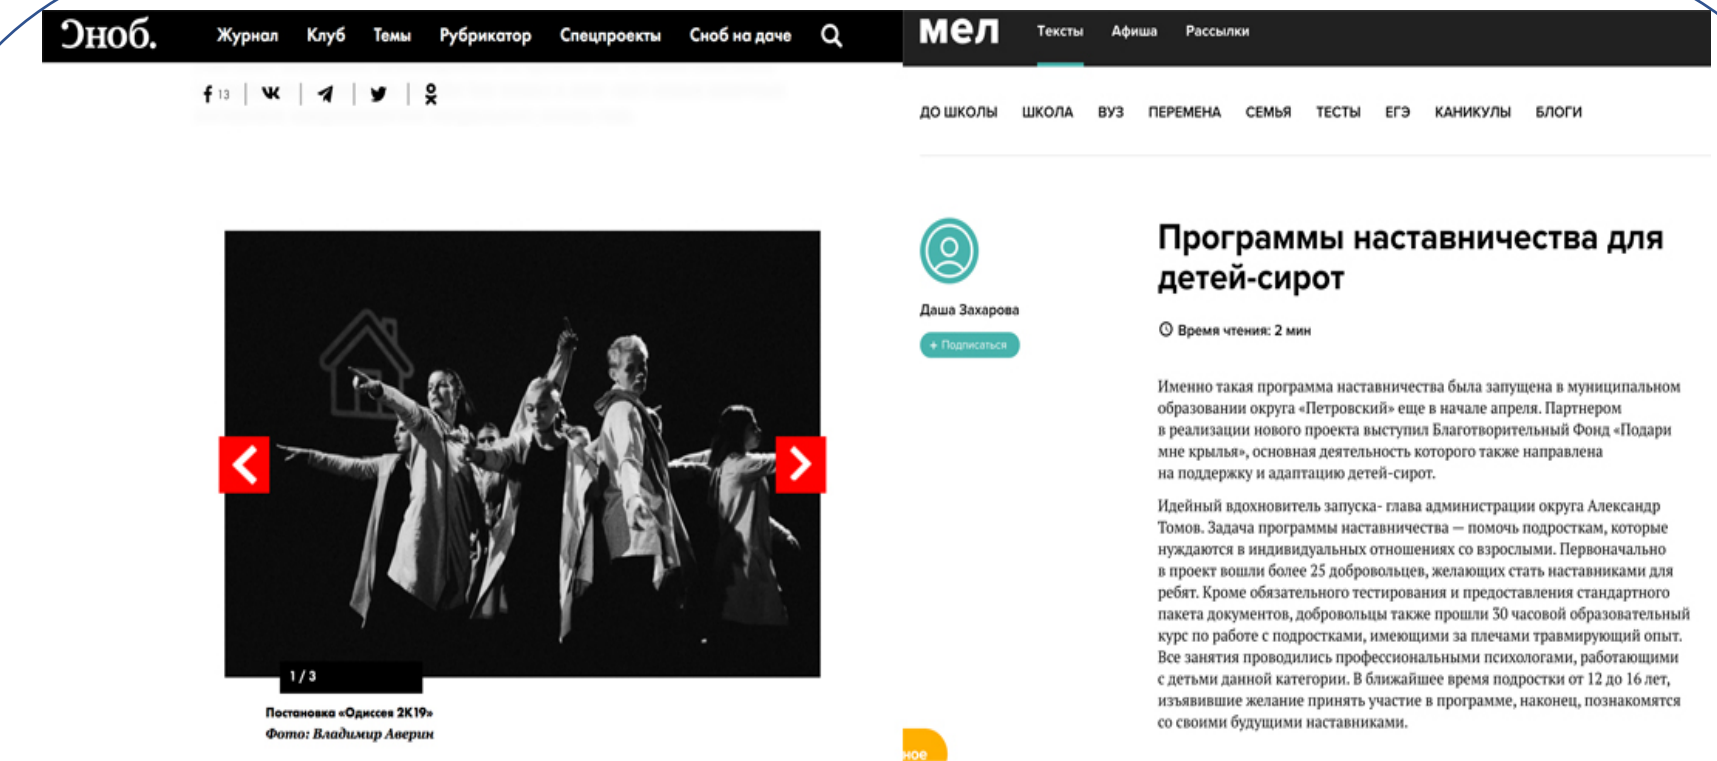 Сноб.
Журнал Клуб Темы Рубрикатор Спецпроекты Сноб на даче
13
1 / 3
Постановка «Одиссея 2К19»
Фото: Владимир Аверин
мел
Тексты Афиша Рассылки
ДО ШКОЛЫ ШКОЛА ВУЗ ПЕРЕМЕНА СЕМЬЯ ТЕСТЫ ЕГЭ КАНИКУЛЫ БЛОГИ
Даша Захарова
+ Подписаться
Программы наставничества для
детей-сирот
Время чтения: 2 мин
Именно такая программа наставничества была запущена в муниципальном
образовании округа «Петровский» еще в начале апреля. Партнером
в реализации нового проекта выступил Благотворительный Фонд «Подари
мне крылья», основная деятельность которого также направлена
на поддержку и адаптацию детей-сирот.
Идейный вдохновитель запуска- глава администрации округа Александр
Томов. Задача программы наставничества — помочь подросткам, которые
нуждаются в индивидуальных отношениях со взрослыми. Первоначально
в проект вошли более 25 добровольцев, желающих стать наставниками для
ребят. Кроме обязательного тестирования и предоставления стандартного
пакета документов, добровольцы также прошли 30 часовой образовательный
курс по работе с подростками, имеющими за плечами травмирующий опыт.
Все занятия проводились профессиональными психологами, работающими
с детьми данной категории. В ближайшее время подростки от 12 до 16 лет,
изъявившие желание принять участие в программе, наконец, познакомятся
со своими будущими наставниками.
ное